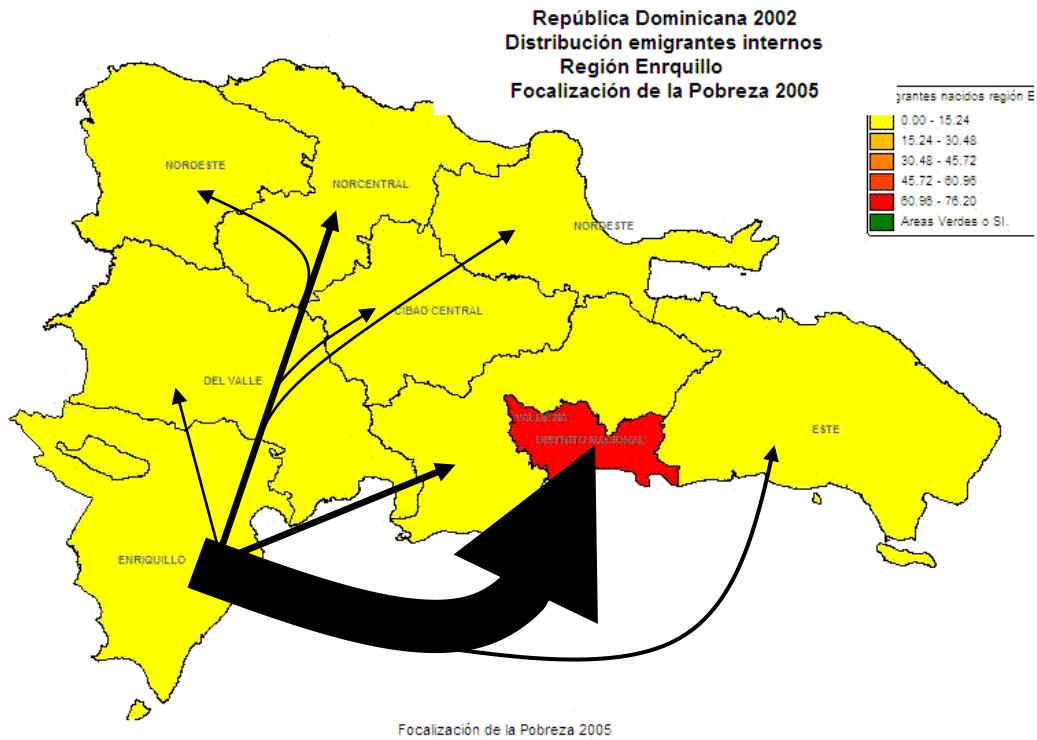 República Dominicana 2002
Distribución emigrantes internos
Región Enrquillo
Focalización de la Pobreza 2005
grantes nacidos región E
0.00 - 15.24
15.24 - 30.48
30.48 - 45.72
45.72 - 60.96
60.96 - 76.20
Areas Verdes o SI.
NOROESTE
NORCENTRAL
NORDESTE
CIBAO CENTRAL
DEL VALLE
VALDESIA
DISTRITO NACIONAL
ESTE
ENRIQUILLO
Focalización de la Pobreza 2005